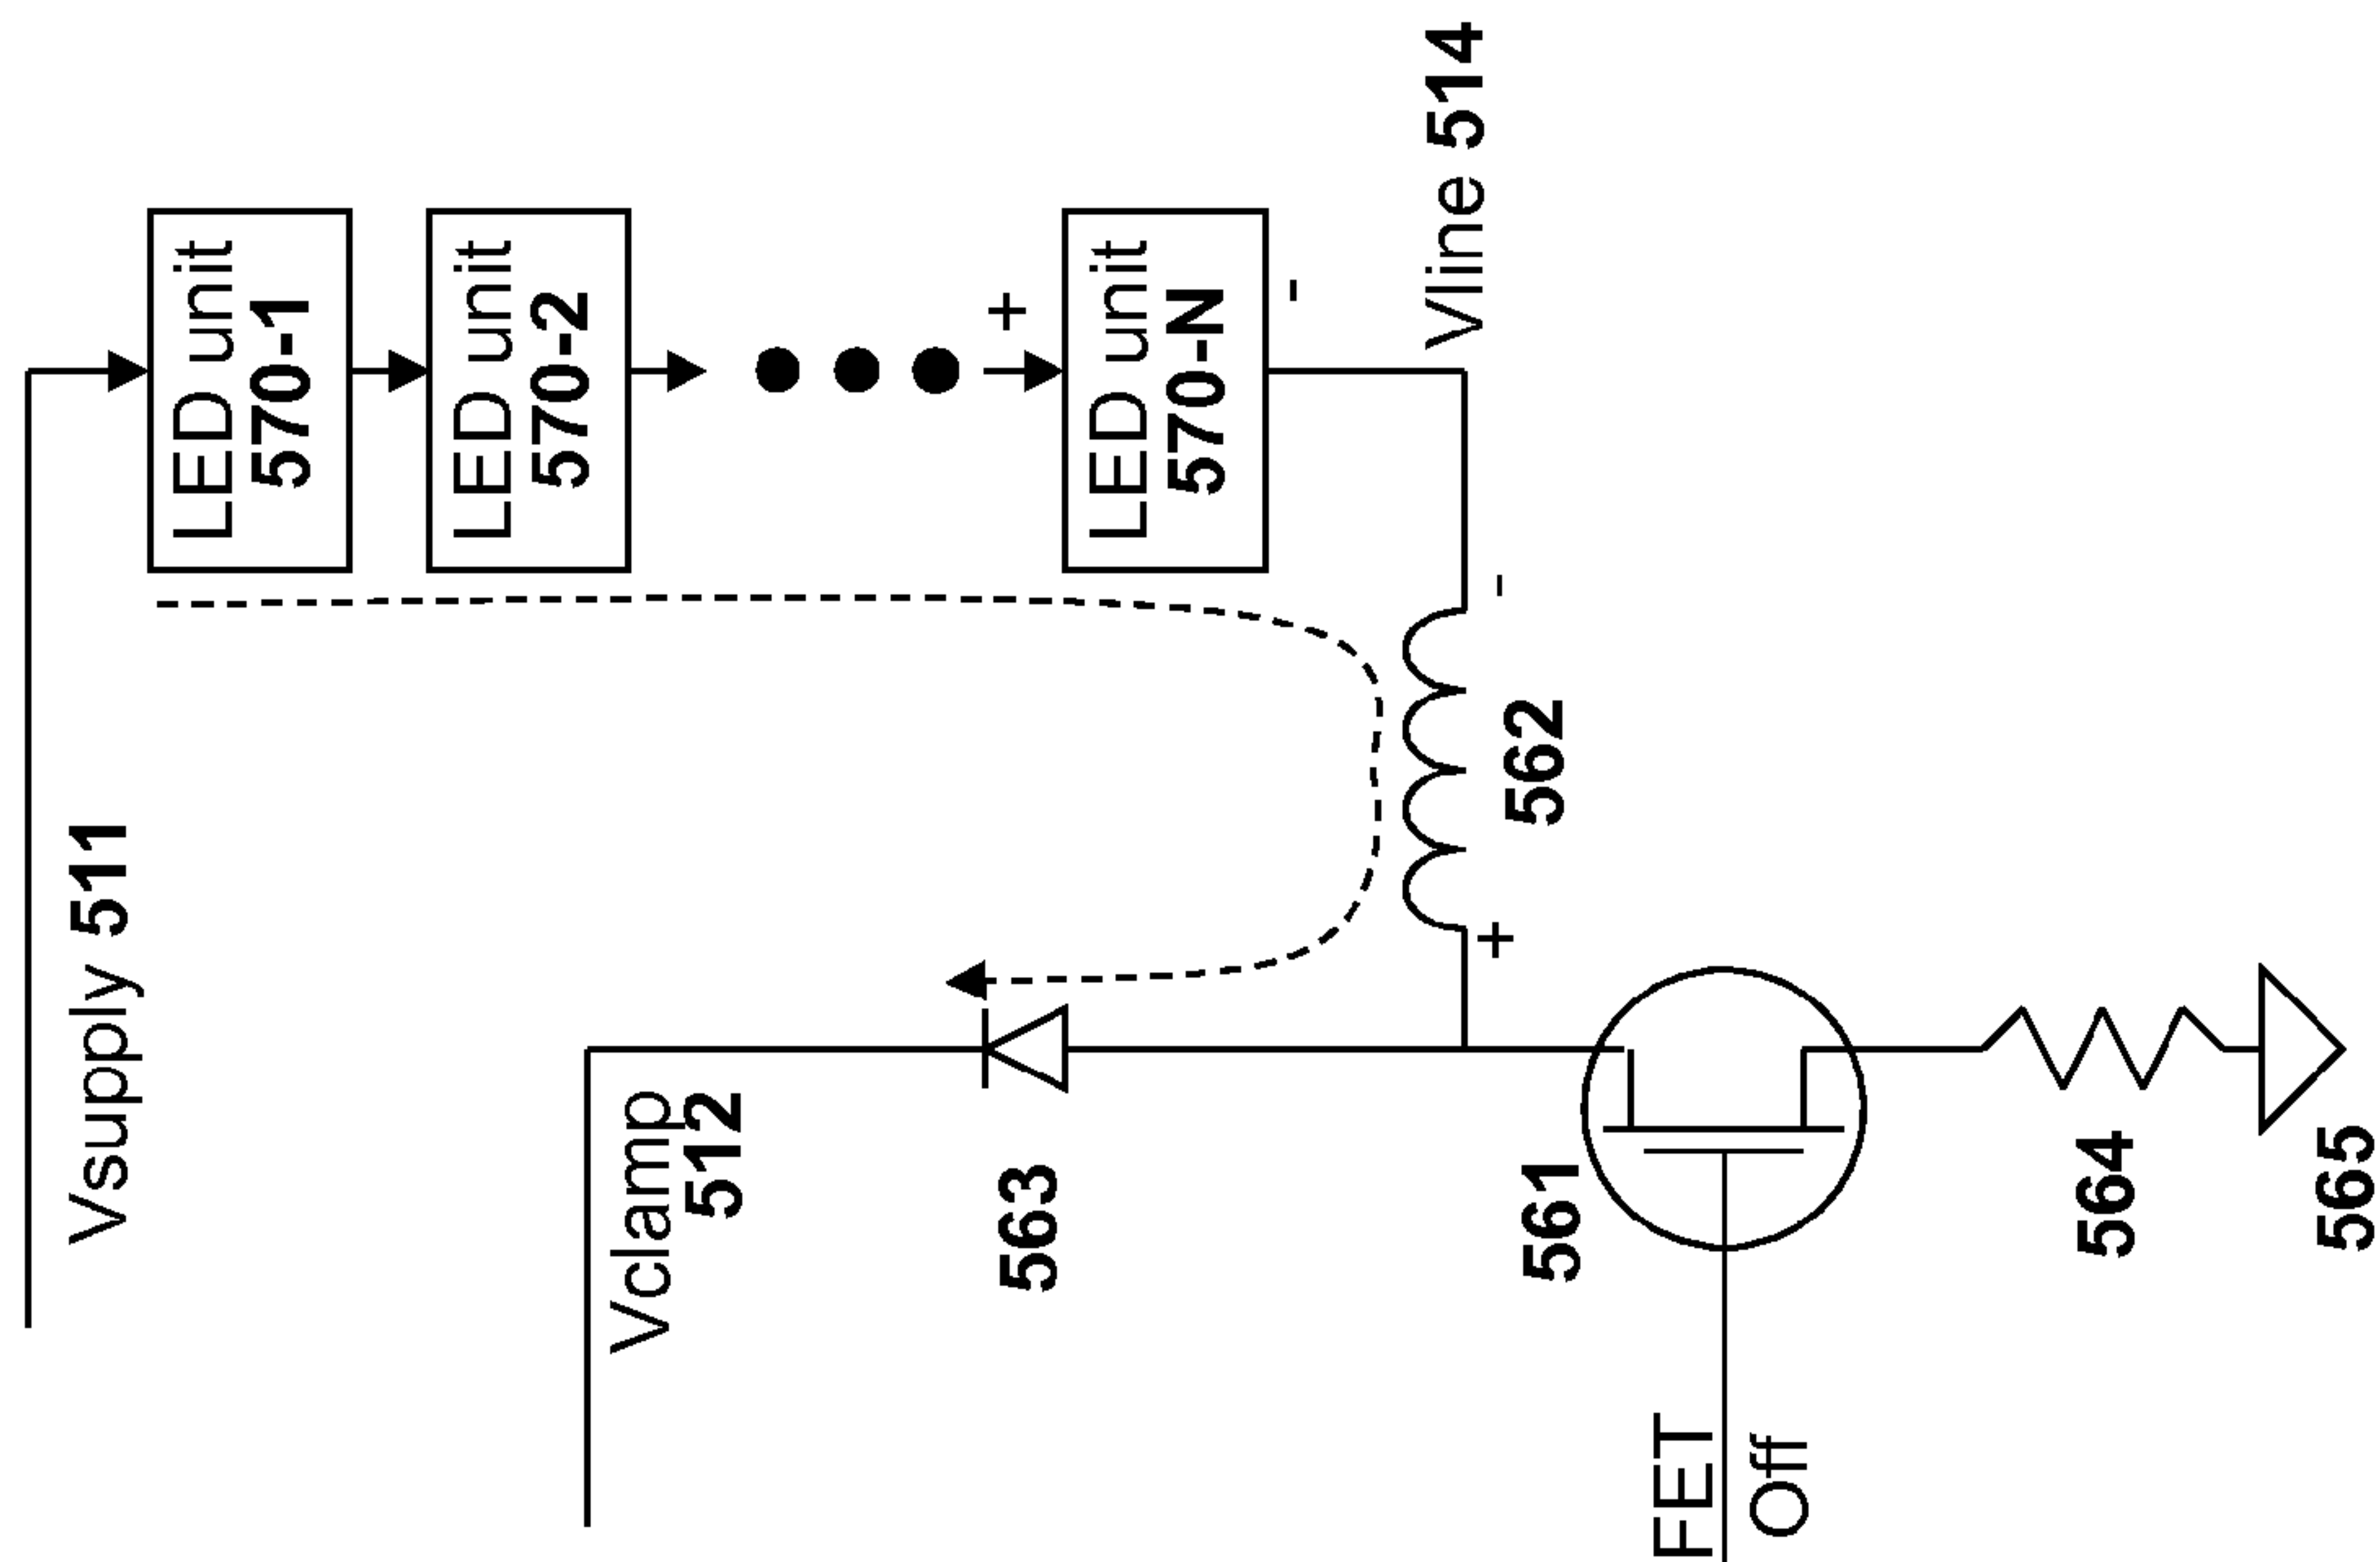 Vsupply 511
LED unit
570-1
LED unit
570-2
+
LED unit
570-N
-
Vline 514
Vclamp
512
563
+
-
562
561
FET
Off
564
565